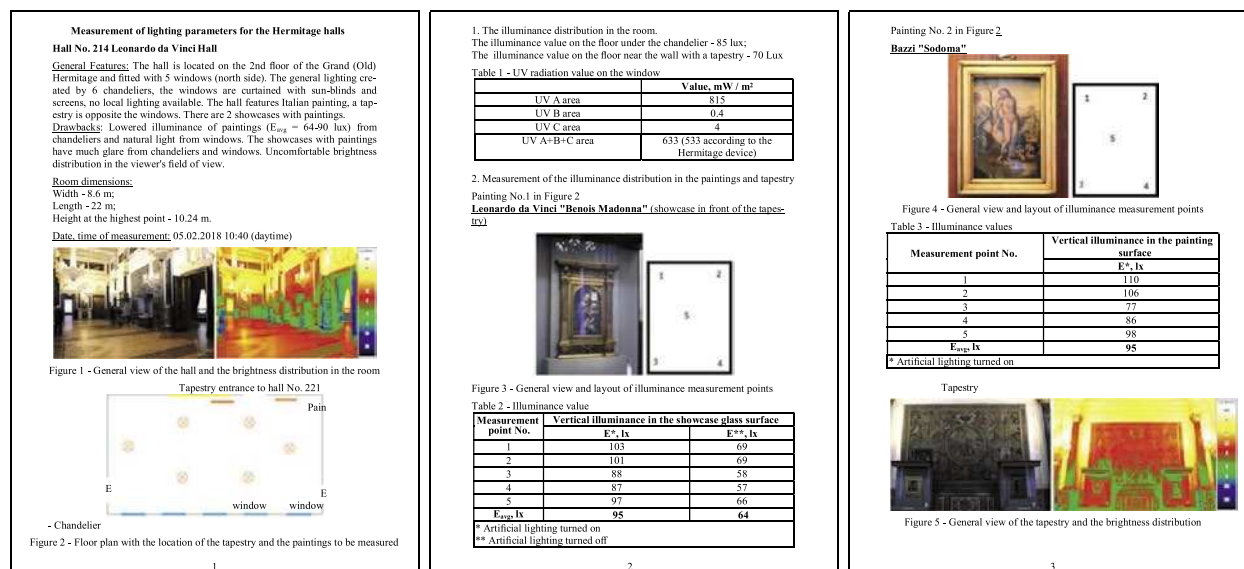 Measurement of lighting parameters for the Hermitage halls
Hall No. 214 Leonardo da Vinci Hall
General Features: The hall is located on the 2nd floor of the Grand (Old)
Hermitage and fitted with 5 windows (north side). The general lighting cre-
ated by 6 chandeliers, the windows are curtained with sun-blinds and
screens, no local lighting available. The hall features Italian painting, a tap-
estry is opposite the windows. There are 2 showcases with paintings.
Drawbacks: Lowered illuminance of paintings (Eavg = 64-90 lux) from
chandeliers and natural light from windows. The showcases with paintings
have much glare from chandeliers and windows. Uncomfortable brightness
distribution in the viewer's field of view.
Room dimensions:
Width - 8.6 m;
Length - 22 m;
Height at the highest point - 10.24 m.
Date, time of measurement: 05.02.2018 10:40 (daytime)
Figure 1 - General view of the hall and the brightness distribution in the room
Tapestry entrance to hall No. 221
Pain
E
E
window window
- Chandelier
Figure 2 - Floor plan with the location of the tapestry and the paintings to be measured
1
1. The illuminance distribution in the room.
The illuminance value on the floor under the chandelier - 85 lux;
The illuminance value on the floor near the wall with a tapestry - 70 Lux
Table 1 - UV radiation value on the window
Value, mW / m²
UV A area 815
UV B area 0.4
UV C area 4
UV A+B+C area 633 (533 according to the
Hermitage device)
2. Measurement of the illuminance distribution in the paintings and tapestry
Painting No.1 in Figure 2
Leonardo da Vinci "Benois Madonna" (showcase in front of the tapes-
try)
1 2
5
3 4
Figure 3 - General view and layout of illuminance measurement points
Table 2 - Illuminance value
Measurement point No. Vertical illuminance in the showcase glass surface
E*, lx E**, lx
1 103 69
2 101 69
3 88 58
4 87 57
5 97 66
Eavg, lx 95 64
* Artificial lighting turned on
** Artificial lighting turned off
2
Painting No. 2 in Figure 2
Bazzi "Sodoma"
1 2
5
3 4
Figure 4 - General view and layout of illuminance measurement points
Table 3 - Illuminance values
Measurement point No. Vertical illuminance in the painting
surface
E*, lx
1 110
2 106
3 77
4 86
5 98
Eavg, lx 95
* Artificial lighting turned on
Tapestry
Figure 5 - General view of the tapestry and the brightness distribution
3